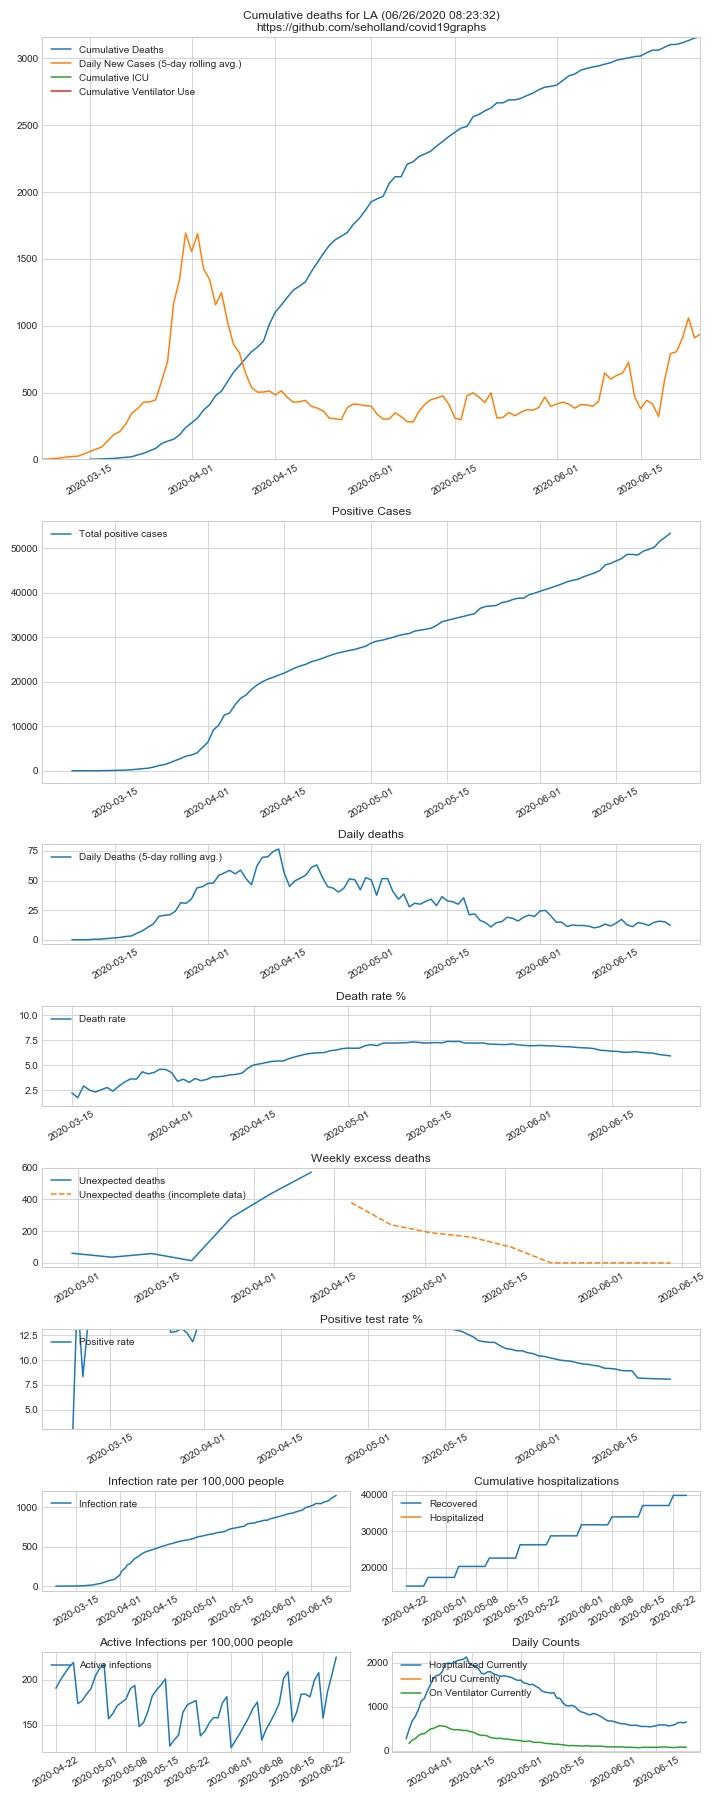 Cumulative deaths for LA (06/26/2020 08:23:32)
https://github.com/seholland/covid19graphs
Cumulative Deaths
Daily New Cases (5-day rolling avg.)
Cumulative ICU
Cumulative Ventilator Use
3000
2500
2000
1500
1000
500
0
2020-03-15 2020-04-01 2020-04-15 2020-05-01 2020-05-15 2020-06-01 2020-06-15
Positive Cases
Total positive cases
50000
40000
30000
20000
10000
0
2020-03-15 2020-04-01 2020-04-15 2020-05-01 2020-05-15 2020-06-01 2020-06-15
Daily deaths
Daily Deaths (5-day rolling avg.)
75
50
25
0
2020-03-15 2020-04-01 2020-04-15 2020-05-01 2020-05-15 2020-06-01 2020-06-15
Death rate %
Death rate
10.0
7.5
5.0
2.5
2020-03-15 2020-04-01 2020-04-15 2020-05-01 2020-05-15 2020-06-01 2020-06-15
Weekly excess deaths
Unexpected deaths
Unexpected deaths (incomplete data)
600
400
200
0
2020-03-01 2020-03-15 2020-04-01 2020-04-15 2020-05-01 2020-05-15 2020-06-01 2020-06-15
Positive test rate %
Positive rate
12.5
10.0
7.5
5.0
2020-03-15 2020-04-01 2020-04-15 2020-05-01 2020-05-15 2020-06-01 2020-06-15
Infection rate per 100,000 people
Infection rate
1000
500
0
2020-03-15 2020-04-01 2020-04-15 2020-05-01 2020-05-15 2020-06-01 2020-06-15
Cumulative hospitalizations
Recovered
Hospitalized
40000
30000
20000
2020-04-22 2020-05-01 2020-05-08 2020-05-15 2020-05-22 2020-06-01 2020-06-08 2020-06-15 2020-06-22
Active Infections per 100,000 people
Active infections
200
150
2020-04-22 2020-05-01 2020-05-08 2020-05-15 2020-05-22 2020-06-01 2020-06-08 2020-06-15 2020-06-22
Daily Counts
Hospitalized Currently
In ICU Currently
On Ventilator Currently
2000
1000
0
2020-04-01 2020-04-15 2020-05-01 2020-05-15 2020-06-01 2020-06-15